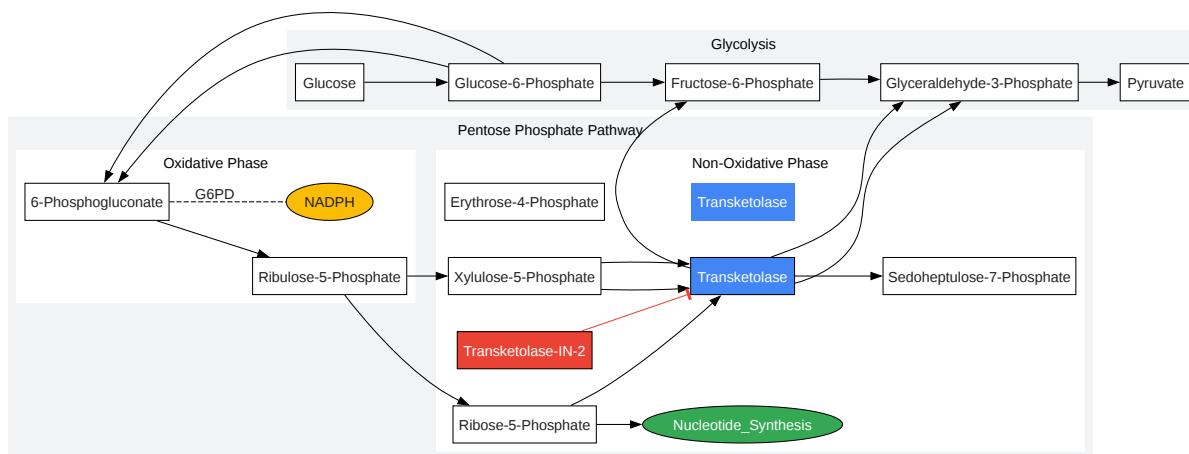 Glycolysis
Glucose
Glucose-6-Phosphate
Fructose-6-Phosphate
Glyceraldehyde-3-Phosphate
Pyruvate
Pentose Phosphate Pathway
Oxidative Phase
6-Phosphogluconate
G6PD
NADPH
Ribulose-5-Phosphate
Non-Oxidative Phase
Erythrose-4-Phosphate
Transketolase
Xylulose-5-Phosphate
Transketolase
Sedoheptulose-7-Phosphate
Transketolase-IN-2
Ribose-5-Phosphate
Nucleotide_Synthesis